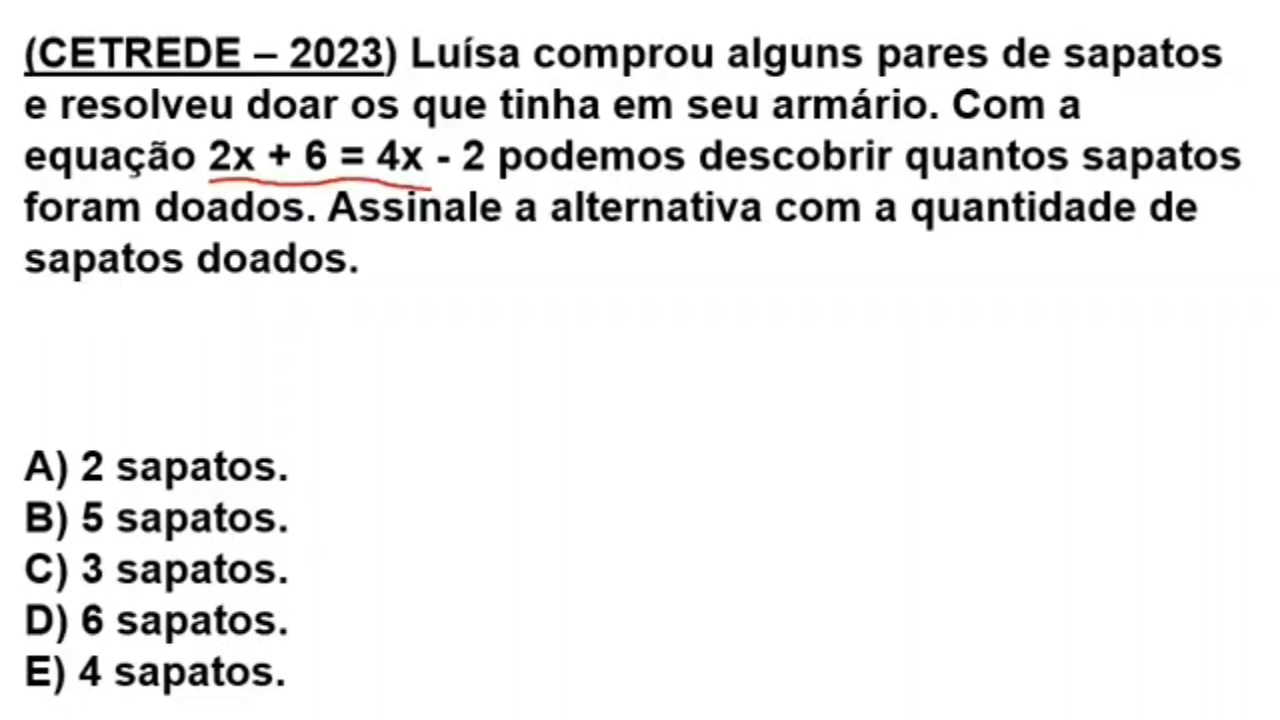 (CETREDE – 2023) Luísa comprou alguns pares de sapatos
e resolveu doar os que tinha em seu armário. Com a
equação 2x + 6 = 4x - 2 podemos descobrir quantos sapatos
foram doados. Assinale a alternativa com a quantidade de
sapatos doados.
A) 2 sapatos.
B) 5 sapatos.
C) 3 sapatos.
D) 6 sapatos.
E) 4 sapatos.